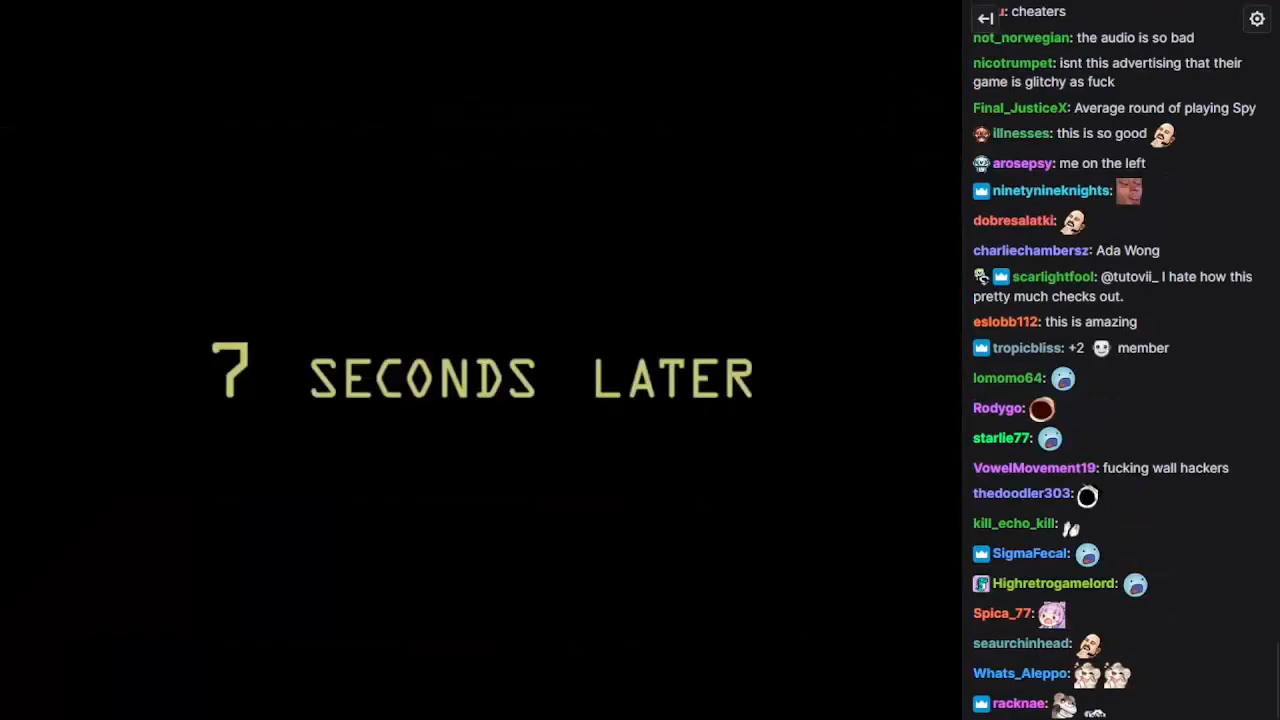 7 SECONDS LATER
: cheaters
not_norwegian: the audio is so bad
nicotrumpet: isnt this advertising that their
game is glitchy as fuck
Final_JusticeX: Average round of playing Spy
illnesses: this is so good
arosepsy: me on the left
ninetynineknights:
dobresalatki:
charliechambersz: Ada Wong
scarlightfool: @tutovii_ I hate how this
pretty much checks out.
eslobb112: this is amazing
tropicbliss: +2 member
lomomo64:
Rodygo:
starlie77:
VowelMovement19: fucking wall hackers
thedoodler303:
kill_echo_kill:
SigmaFecal:
Highretrogamelord:
Spica_77:
seaurchinhead:
Whats_Aleppo:
racknae: